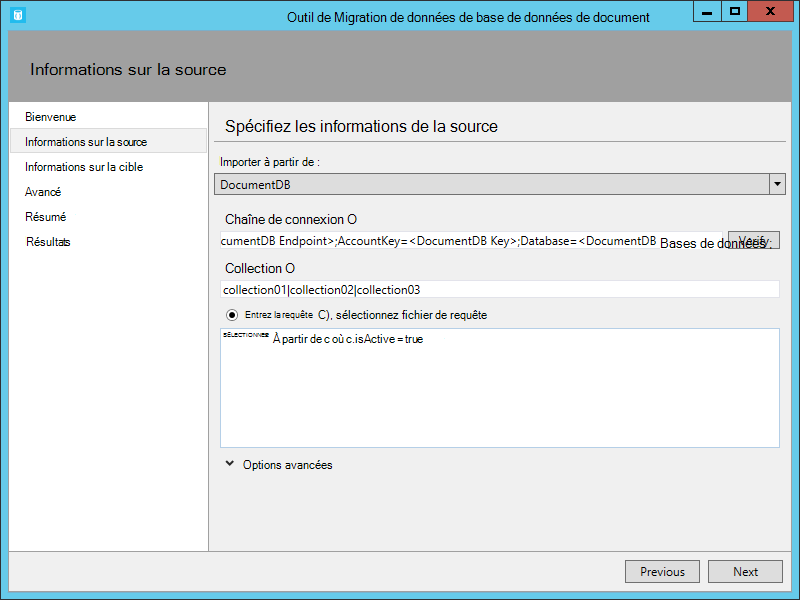 Outil de Migration de données de base de données de document
Informations sur la source
Bienvenue
Informations sur la source
Informations sur la cible
Avancé
Résumé
Résultats
Spécifiez les informations de la source
Importer à partir de :
DocumentDB
Chaîne de connexion O
cumentDB Endpoint>;AccountKey=<DocumentDB Key>;Database=<DocumentDB Bases de données : Verify
Collection O
collection01|collection02|collection03
Entrez la requête C), sélectionnez fichier de requête
SÉLECTIONNEZ À partir de c où c.isActive = true
Options avancées
Previous Next